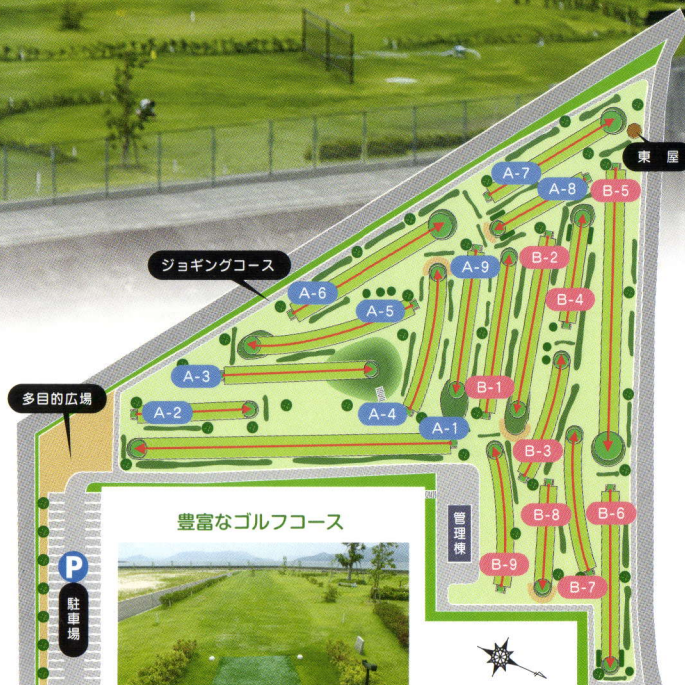 東 屋
A-7
A-8
B-5
A-9
B-2
ジョギングコース
A-6
A-5
B-4
A-3
多目的広場
A-2
A-4
A-1
B-1
B-3
豊富なゴルフコース
管理棟
B-8
B-6
P
駐車場
B-9
B-7